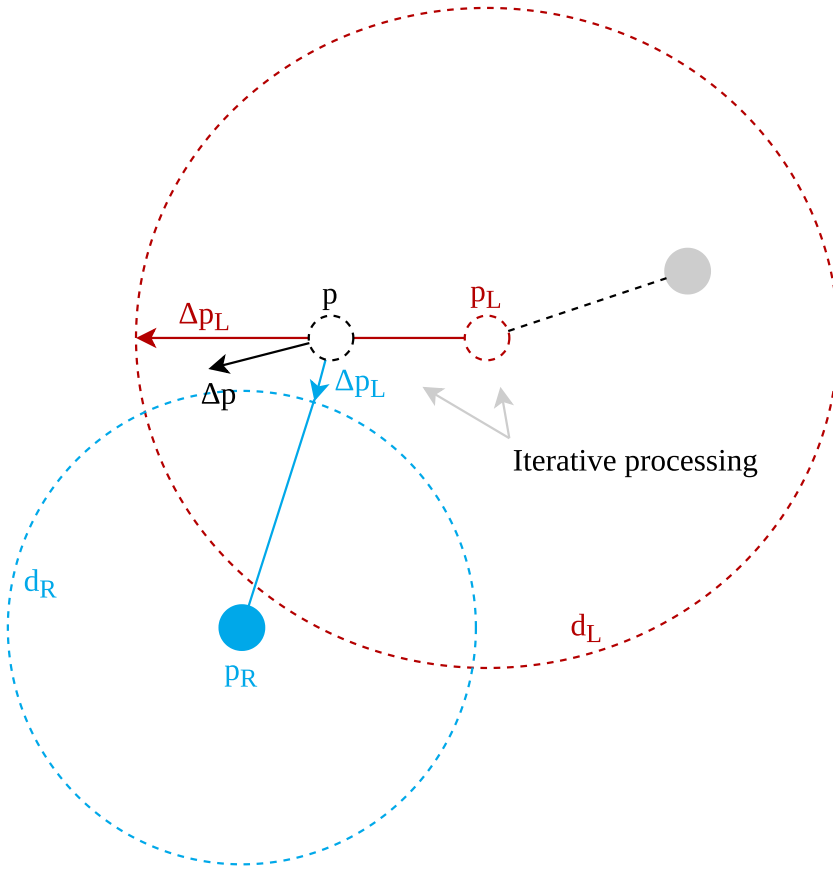 p
p_L
Δp_L
Δp_L
Δp
Iterative processing
d_R
d_L
p_R